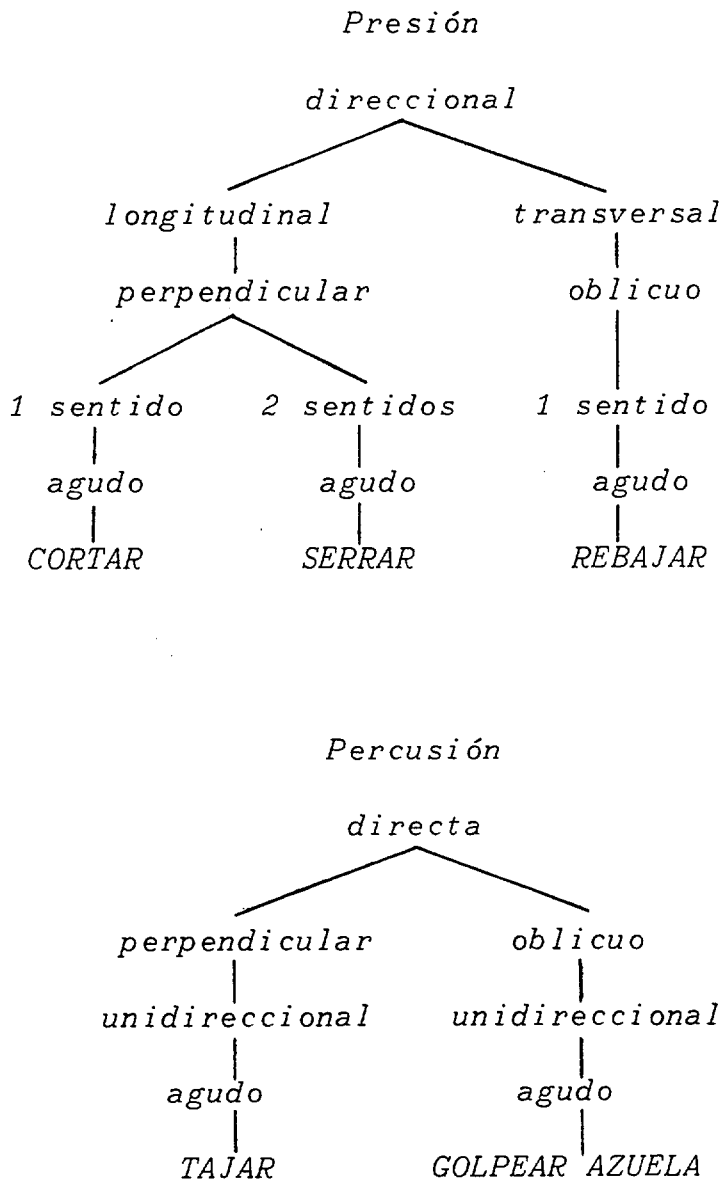 Presión
direccional
longitudinal transversal
perpendicular oblicuo
1 sentido 2 sentidos 1 sentido
agudo agudo agudo
CORTAR SERRAR REBAJAR
Percusión
directa
perpendicular oblicuo
unidireccional unidireccional
agudo agudo
TAJAR GOLPEAR AZUELA